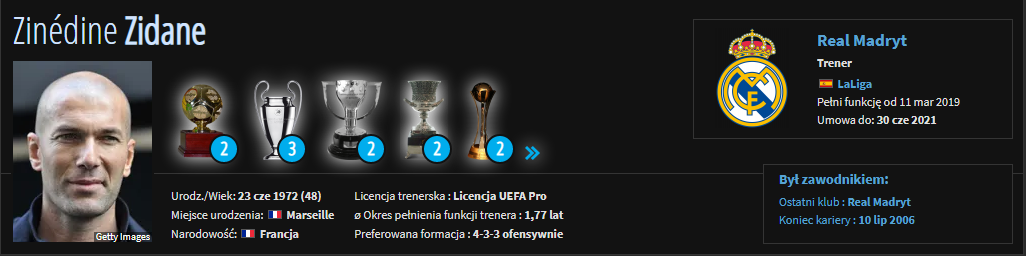 Zinédine Zidane
Real Madryt
Trener
LaLiga
Pełni funkcję od 11 mar 2019
Umowa do: 30 cze 2021
2
3
2
2
2
»
Getty Images
Urodz./Wiek: 23 cze 1972 (48)
Miejsce urodzenia: Marseille
Narodowość: Francja
Licencja trenerska : Licencja UEFA Pro
ø Okres pełnienia funkcji trenera : 1,77 lat
Preferowana formacja : 4-3-3 ofensywnie
Był zawodnikiem:
Ostatni klub : Real Madryt
Koniec kariery : 10 lip 2006